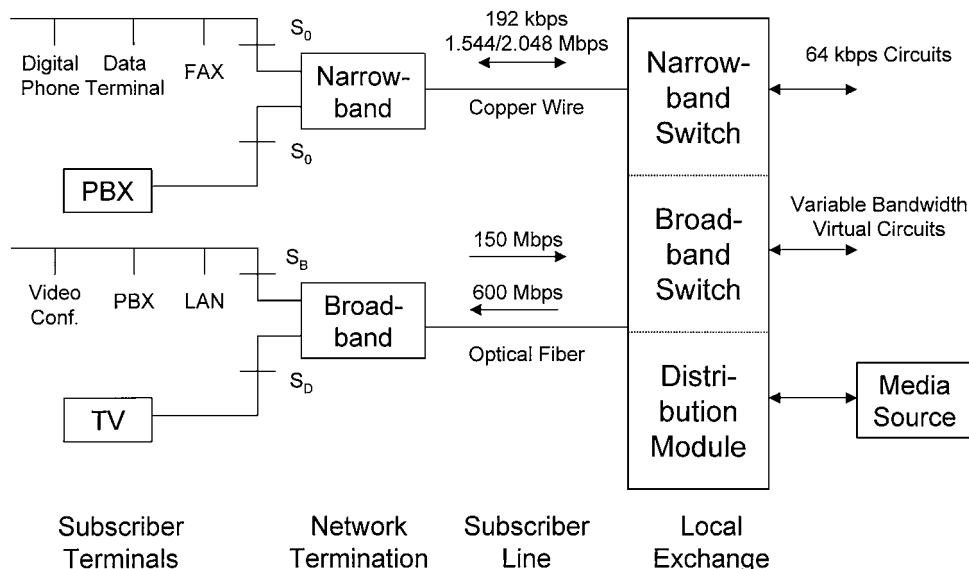 S0
192 kbps
1.544/2.048 Mbps
Digital
Phone
Data
Terminal
FAX
Narrow-
band
Copper Wire
Narrow-
band
Switch
64 kbps Circuits
S0
PBX
Variable Bandwidth
Virtual Circuits
150 Mbps
Broad-
band
Switch
SB
Video
Conf.
PBX
LAN
Broad-
band
600 Mbps
Optical Fiber
SD
TV
Distri-
bution
Module
Media
Source
Subscriber
Terminals
Network
Termination
Subscriber
Line
Local
Exchange